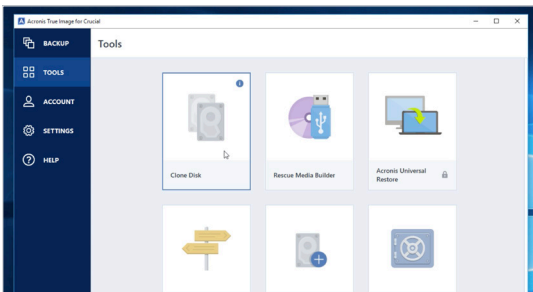 Acronis True Image for Crucial
BACKUP
Tools
TOOLS
ACCOUNT
SETTINGS
HELP
Clone Disk
Rescue Media Builder
Acronis Universal
Restore